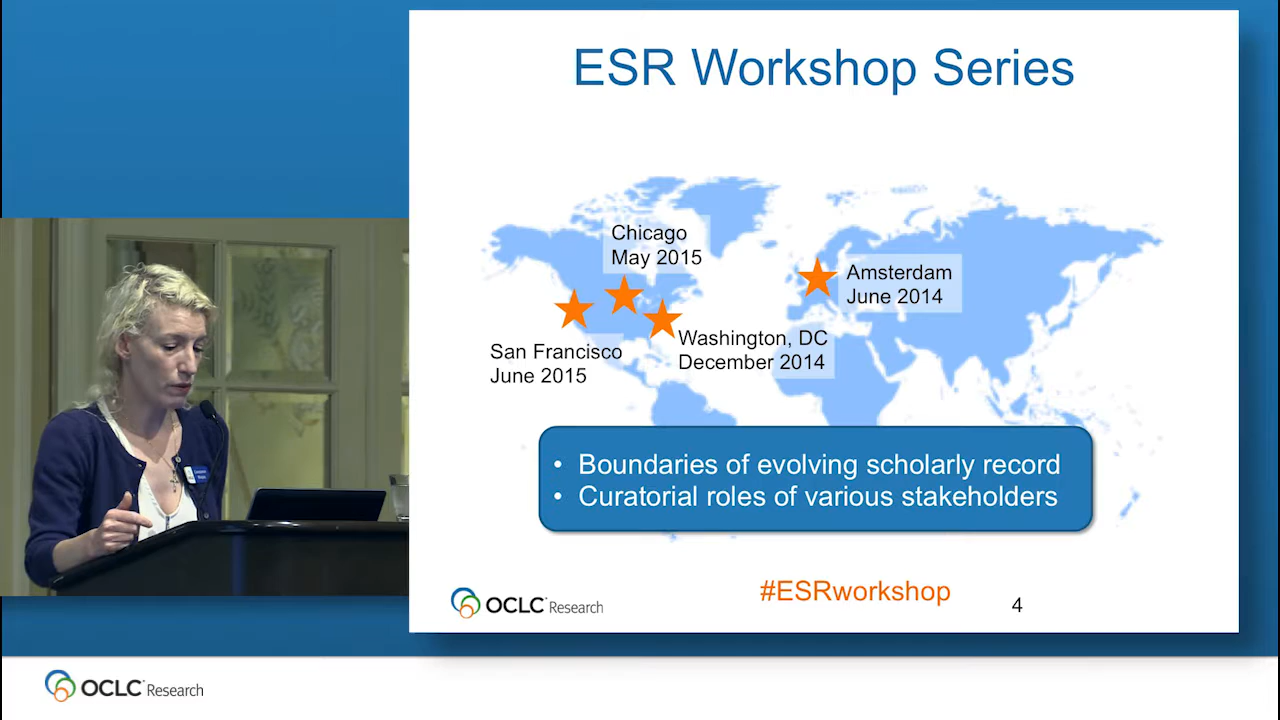 ESR Workshop Series
Chicago
May 2015
Amsterdam
June 2014
Washington, DC
December 2014
San Francisco
June 2015
• Boundaries of evolving scholarly record
• Curatorial roles of various stakeholders
#ESRworkshop
OCLC Research
4
OCLC Research